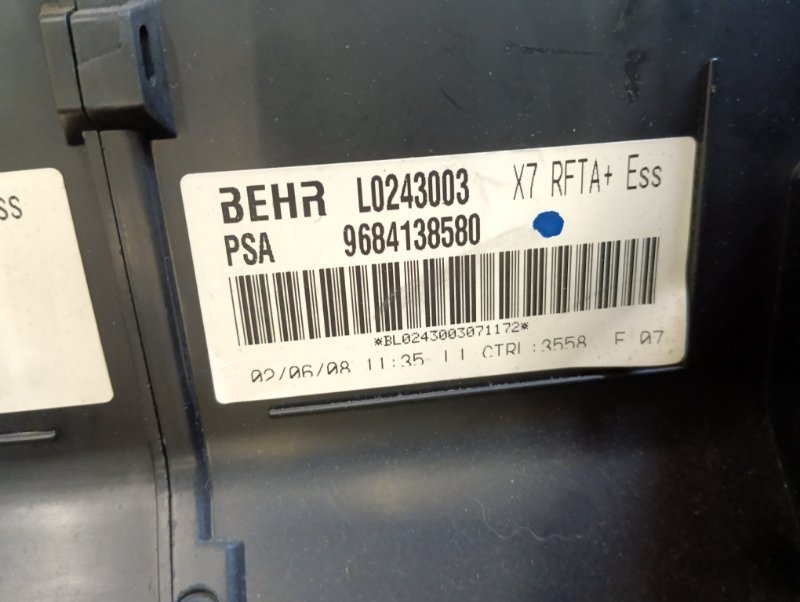 ss
BEHR L0243003 X7 RFTA+ Ess
PSA 9684138580
*BL0243003071172*
02/06/08 11:35 L1 CTRL:3558 E 07